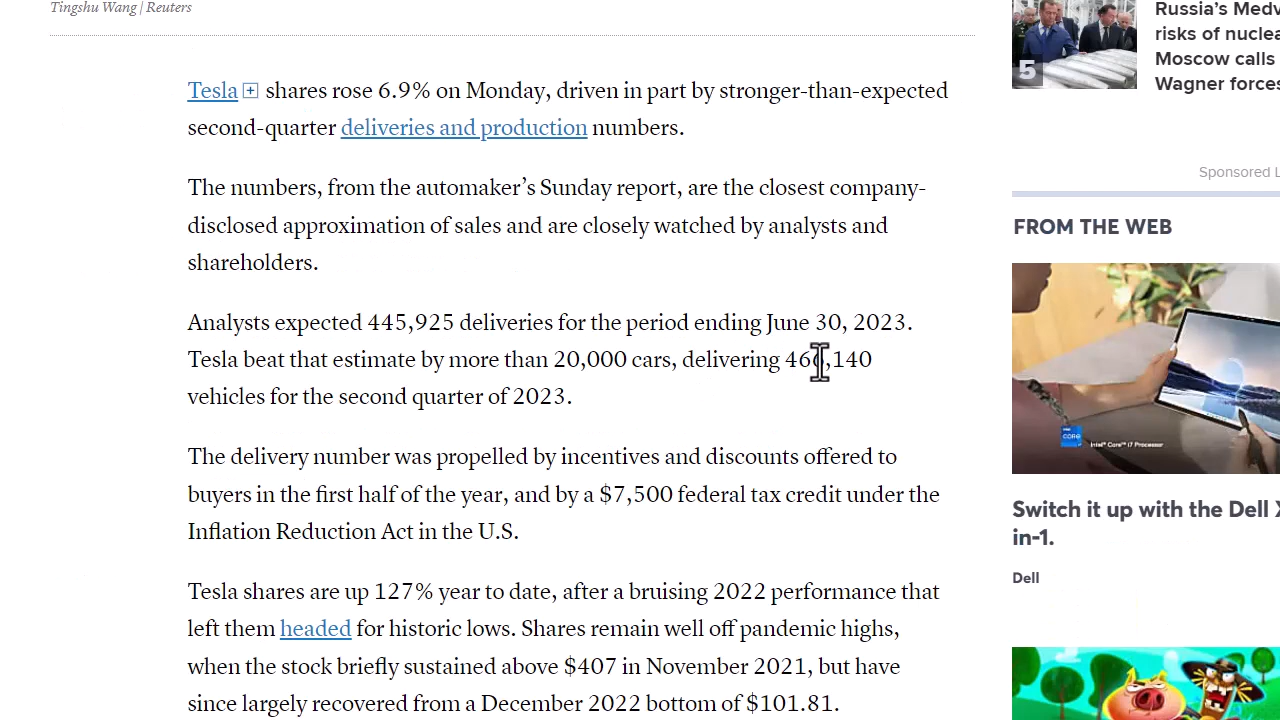 Tingshu Wang | Reuters
Tesla shares rose 6.9% on Monday, driven in part by stronger-than-expected
second-quarter deliveries and production numbers.
The numbers, from the automaker’s Sunday report, are the closest company-
disclosed approximation of sales and are closely watched by analysts and
shareholders.
Analysts expected 445,925 deliveries for the period ending June 30, 2023.
Tesla beat that estimate by more than 20,000 cars, delivering 466,140
vehicles for the second quarter of 2023.
The delivery number was propelled by incentives and discounts offered to
buyers in the first half of the year, and by a $7,500 federal tax credit under the
Inflation Reduction Act in the U.S.
Tesla shares are up 127% year to date, after a bruising 2022 performance that
left them headed for historic lows. Shares remain well off pandemic highs,
when the stock briefly sustained above $407 in November 2021, but have
since largely recovered from a December 2022 bottom of $101.81.
5
Russia’s Medv
risks of nuclea
Moscow calls
Wagner forces
Sponsored L
FROM THE WEB
intel CORE
Intel® Core™ i7 Processor
Switch it up with the Dell X
in-1.
Dell